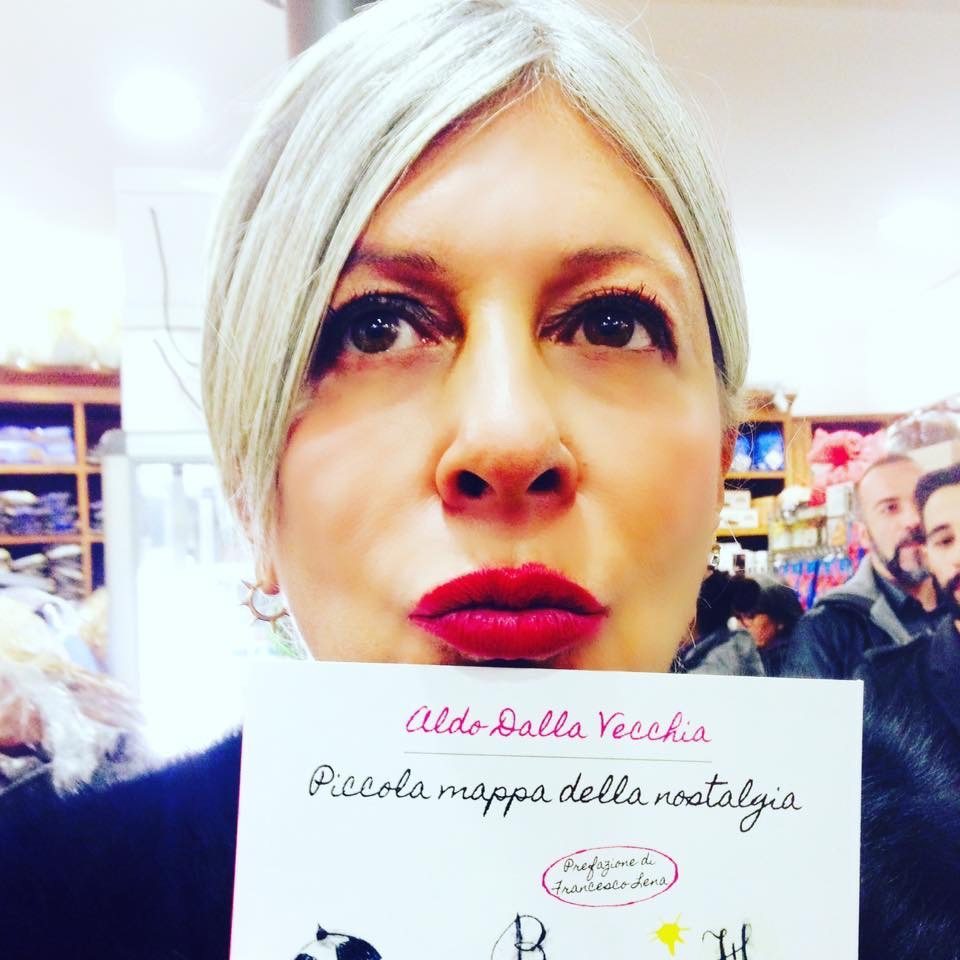 Aldo Dalla Vecchia
Piccola mappa della nostalgia
Prefazione di
Francesco Lena
B